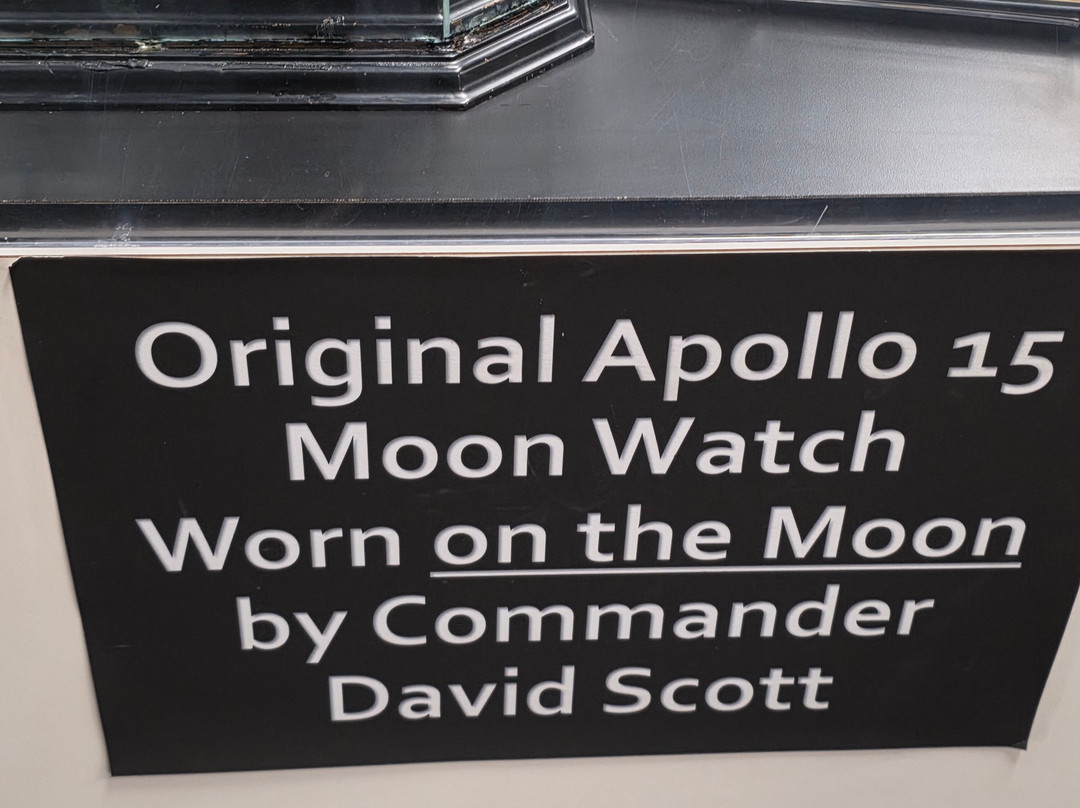 Original Apollo 15
Moon Watch
Worn on the Moon
by Commander
David Scott